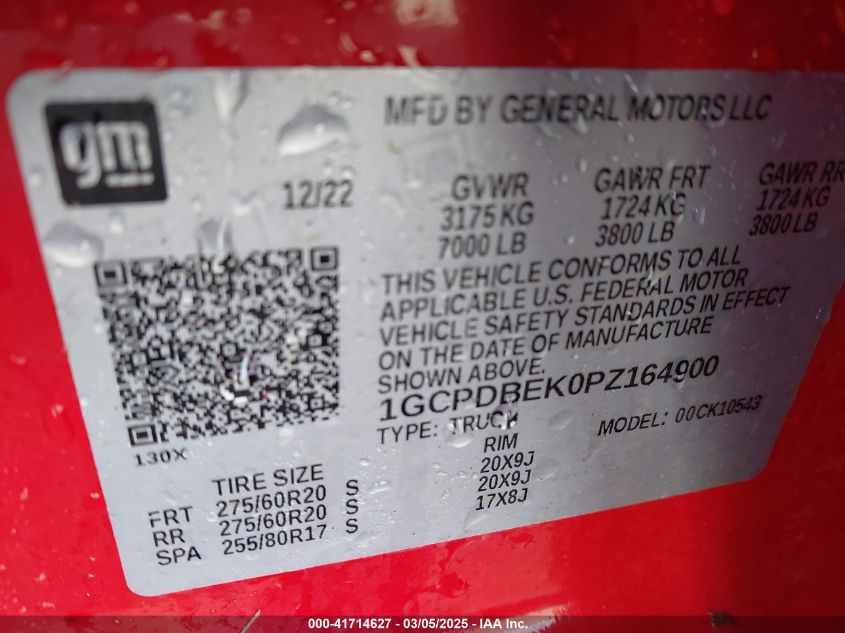 gm
MFD BY GENERAL MOTORS LLC
12/22
GVWR GAWR FRT GAWR RR
3175 KG 1724 KG 1724 KG
7000 LB 3800 LB 3800 LB
THIS VEHICLE CONFORMS TO ALL
APPLICABLE U.S. FEDERAL MOTOR
VEHICLE SAFETY STANDARDS IN EFFECT
ON THE DATE OF MANUFACTURE
SHOWN ABOVE.
1GCPDBEK0PZ164900
TYPE: TRUCK MODEL: 00CK10543
130X
TIRE SIZE RIM
FRT 275/60R20 S 20X9J
RR 275/60R20 S 20X9J
SPA 255/80R17 S 17X8J
000-41714627 - 03/05/2025 - IAA Inc.